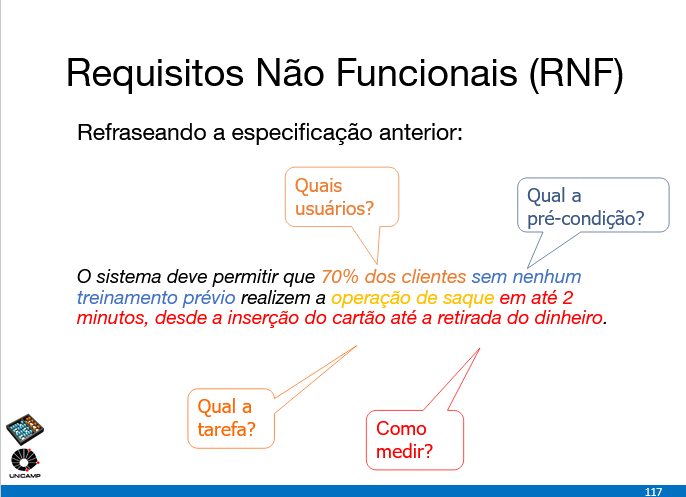 Requisitos Não Funcionais (RNF)
Refraseando a especificação anterior:
Quais
usuários?
Qual a
pré-condição?
O sistema deve permitir que 70% dos clientes sem nenhum
treinamento prévio realizem a operação de saque em até 2
minutos, desde a inserção do cartão até a retirada do dinheiro.
Qual a
tarefa?
Como
medir?
UNICAMP
117